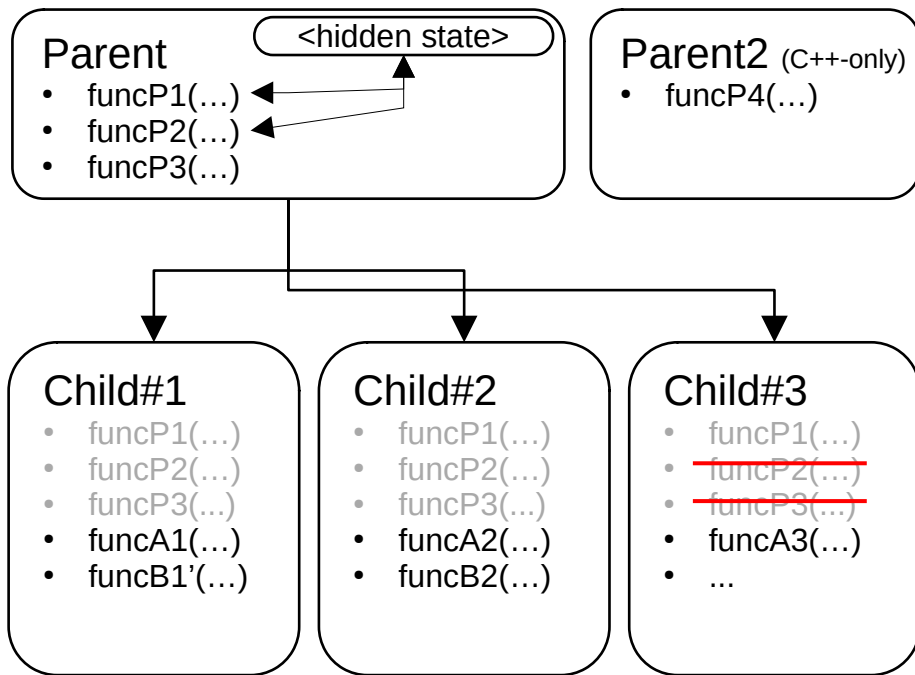 Parent
<hidden state>
• funcP1(…)
• funcP2(…)
• funcP3(…)
Parent2 (C++-only)
• funcP4(…)
Child#1
• funcP1(…)
• funcP2(…)
• funcP3(...)
• funcA1(…)
• funcB1’(…)
Child#2
• funcP1(…)
• funcP2(…)
• funcP3(...)
• funcA2(…)
• funcB2(…)
Child#3
• funcP1(…)
• funcP2(…)
• funcP3(...)
• funcA3(…)
• ...